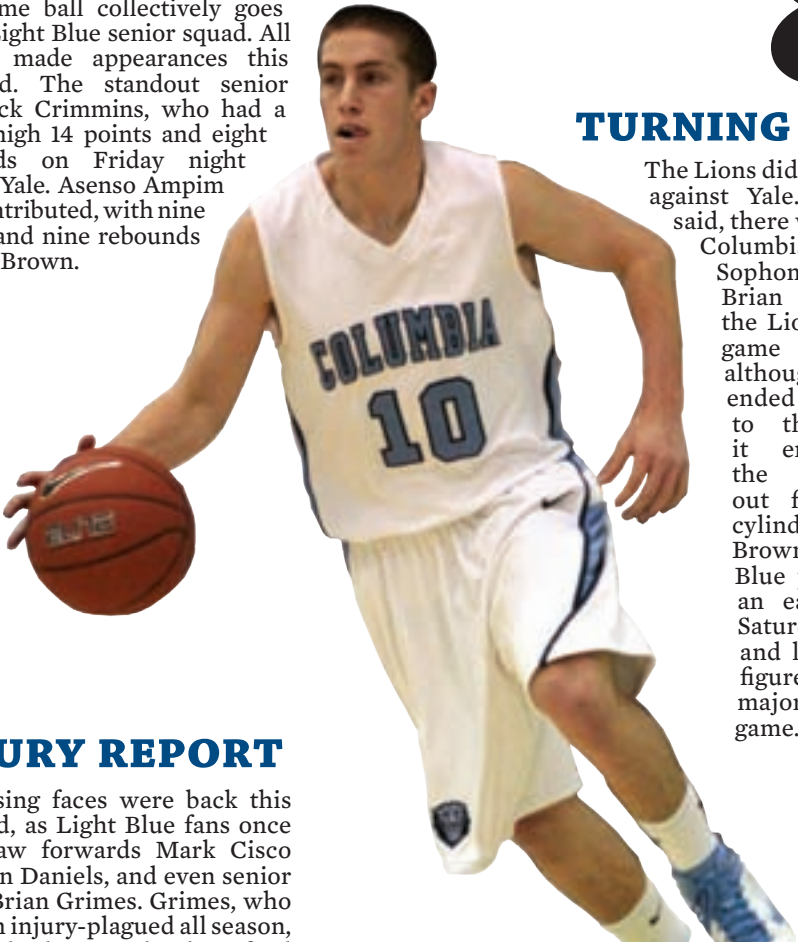 me ball collectively goes
Light Blue senior squad. All
made appearances this
d. The standout senior
ck Crimmins, who had a
high 14 points and eight
ds on Friday night
Yale. Asenso Ampim
ntributed, with nine
and nine rebounds
Brown.
TURNING
The Lions did
against Yale.
said, there
Columbia
Sophom
Brian
the Lio
game
althoug
ended
to th
it en
the
out f
cylind
Brown
Blue
an ea
Satur
and l
figure
major
game.
COLUMBIA
10
ELITE
URY REPORT
sing faces were back this
d, as Light Blue fans once
aw forwards Mark Cisco
n Daniels, and even senior
Brian Grimes. Grimes, who
n injury-plagued all season,